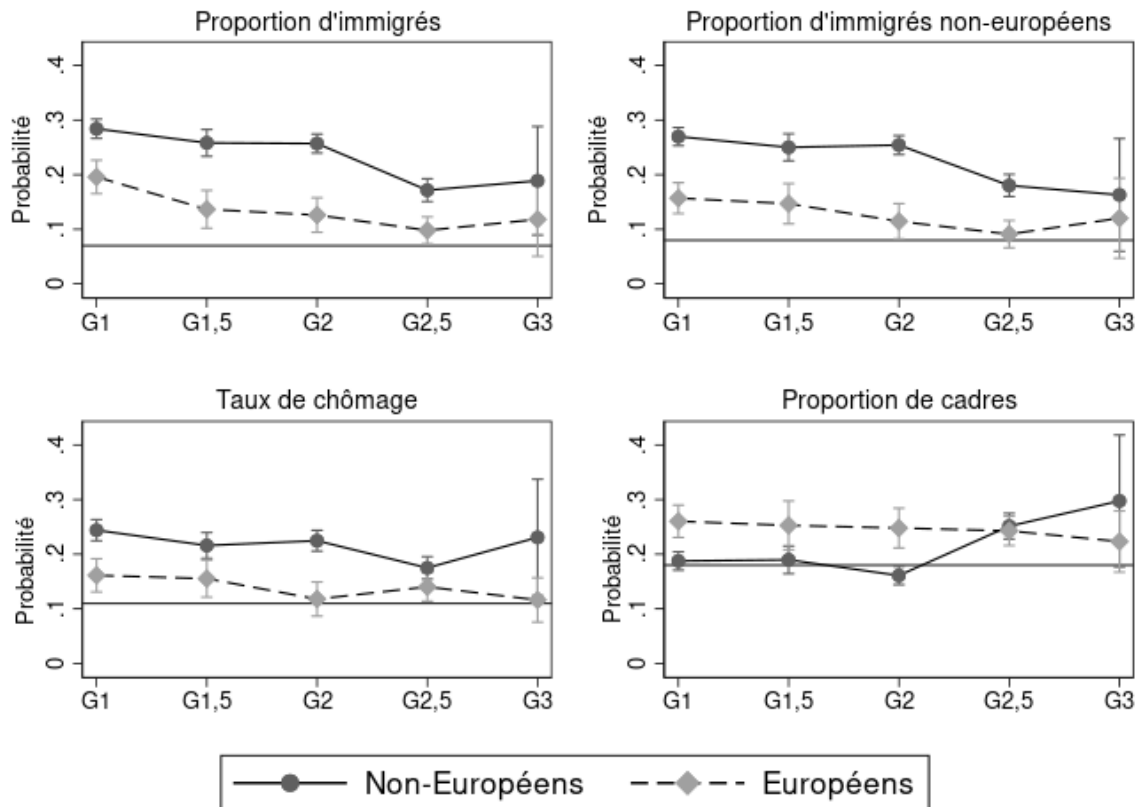 Proportion d'immigrés
Probabilité
.4
.3
.2
.1
0
G1 G1,5 G2 G2,5 G3
Proportion d'immigrés non-européens
Probabilité
.4
.3
.2
.1
0
G1 G1,5 G2 G2,5 G3
Taux de chômage
Probabilité
.4
.3
.2
.1
0
G1 G1,5 G2 G2,5 G3
Proportion de cadres
Probabilité
.4
.3
.2
.1
0
G1 G1,5 G2 G2,5 G3
Non-Européens Européens